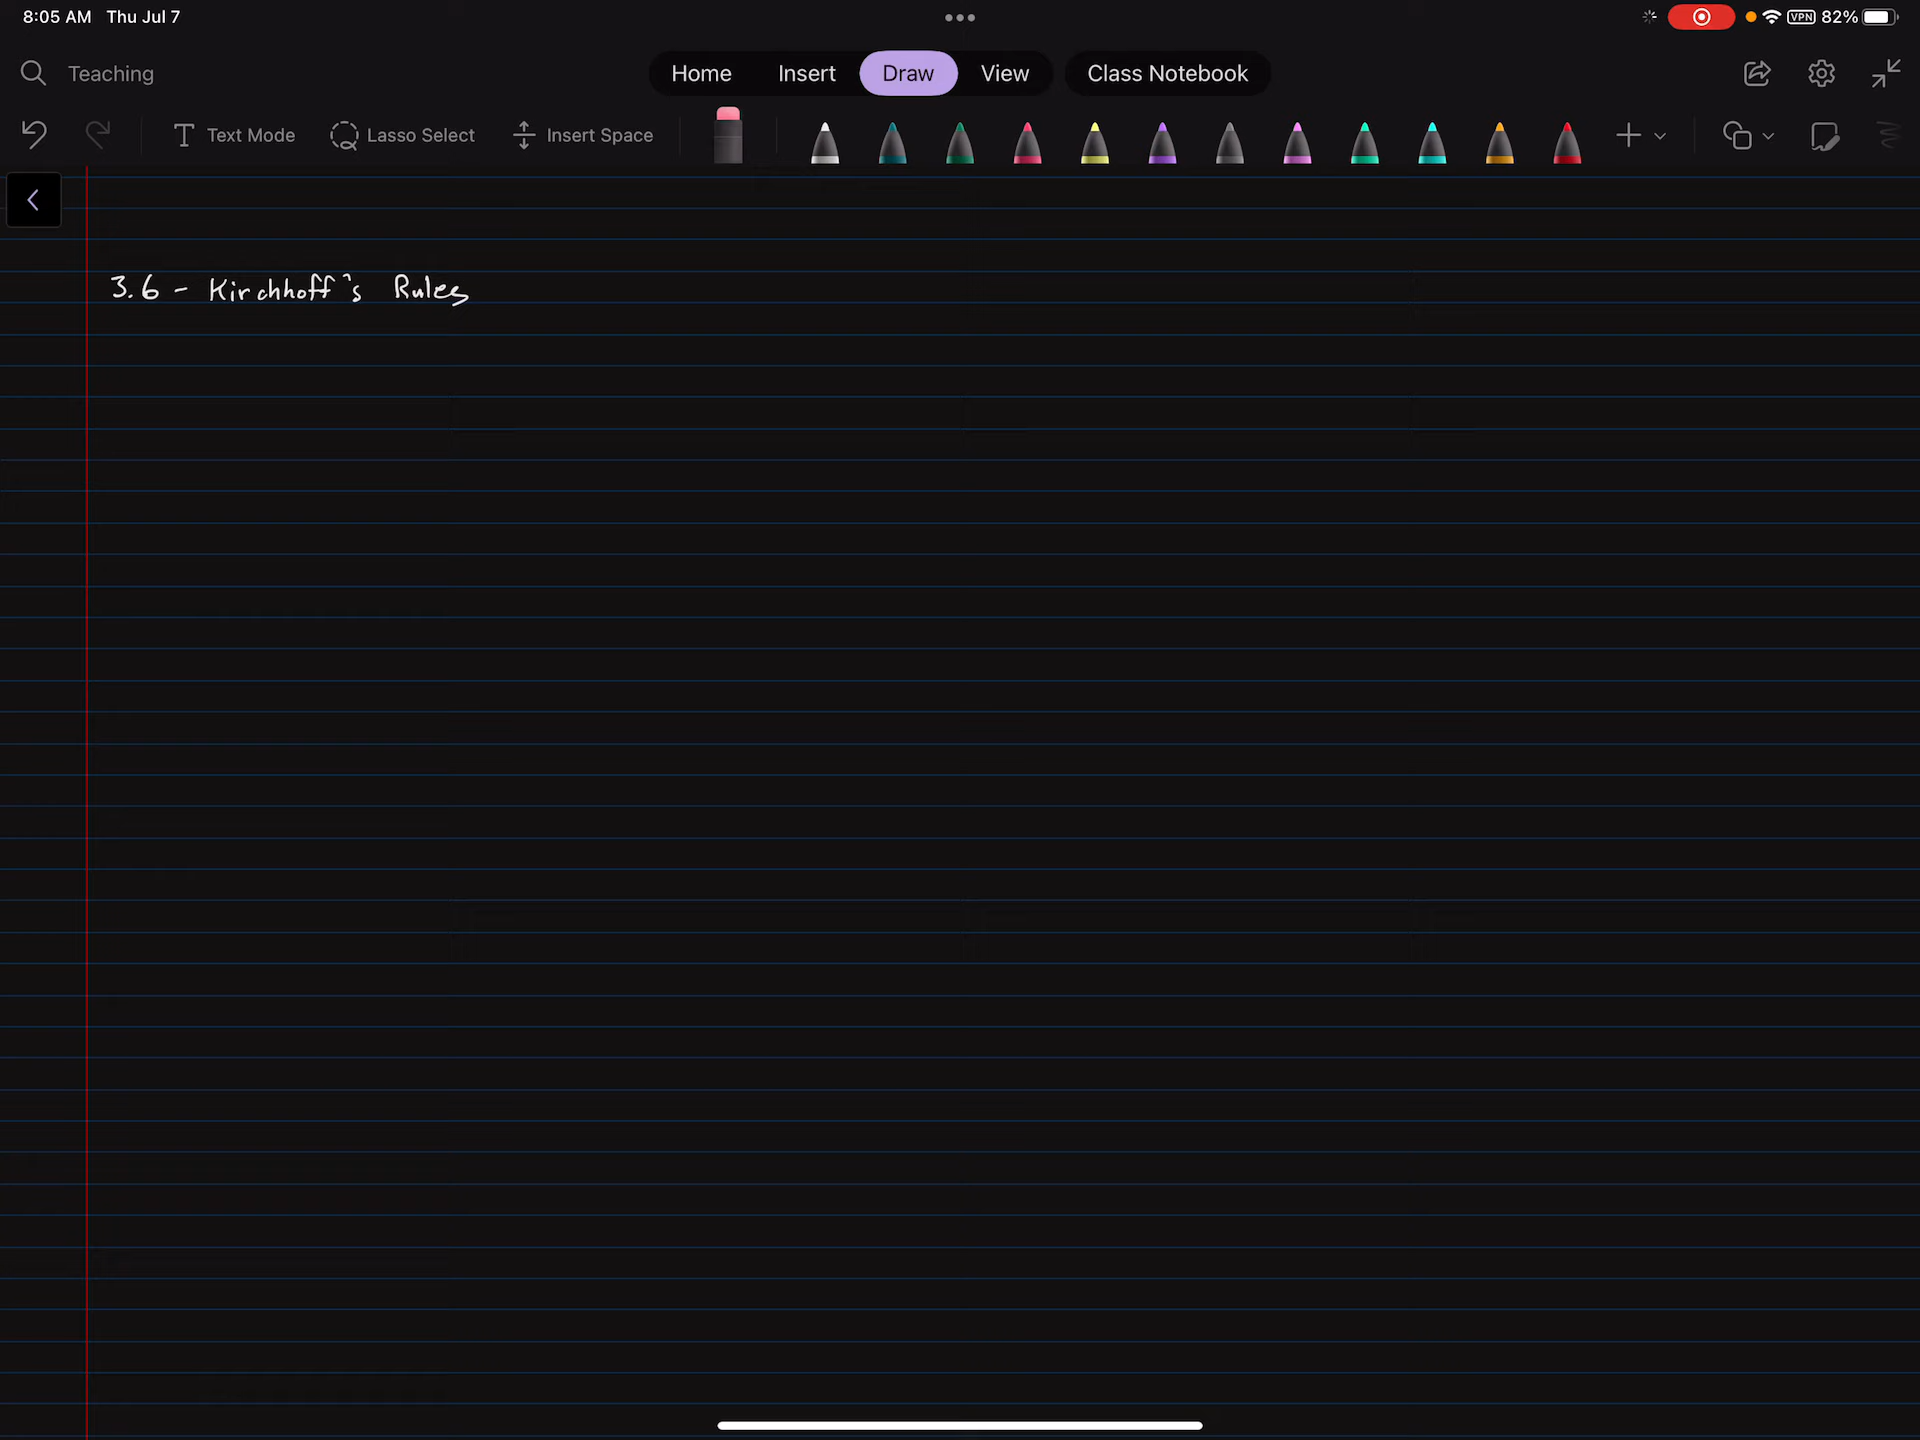 8:05 AM Thu Jul 7
VPN 82%
Teaching
Home Insert Draw View Class Notebook
Text Mode Lasso Select Insert Space
3.6 - Kirchhoff's Rules